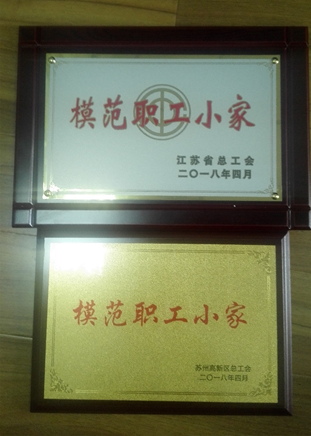 模范职工小家
江苏省总工会
二〇一八年四月
模范职工小家
苏州高新区总工会
二〇一八年四月